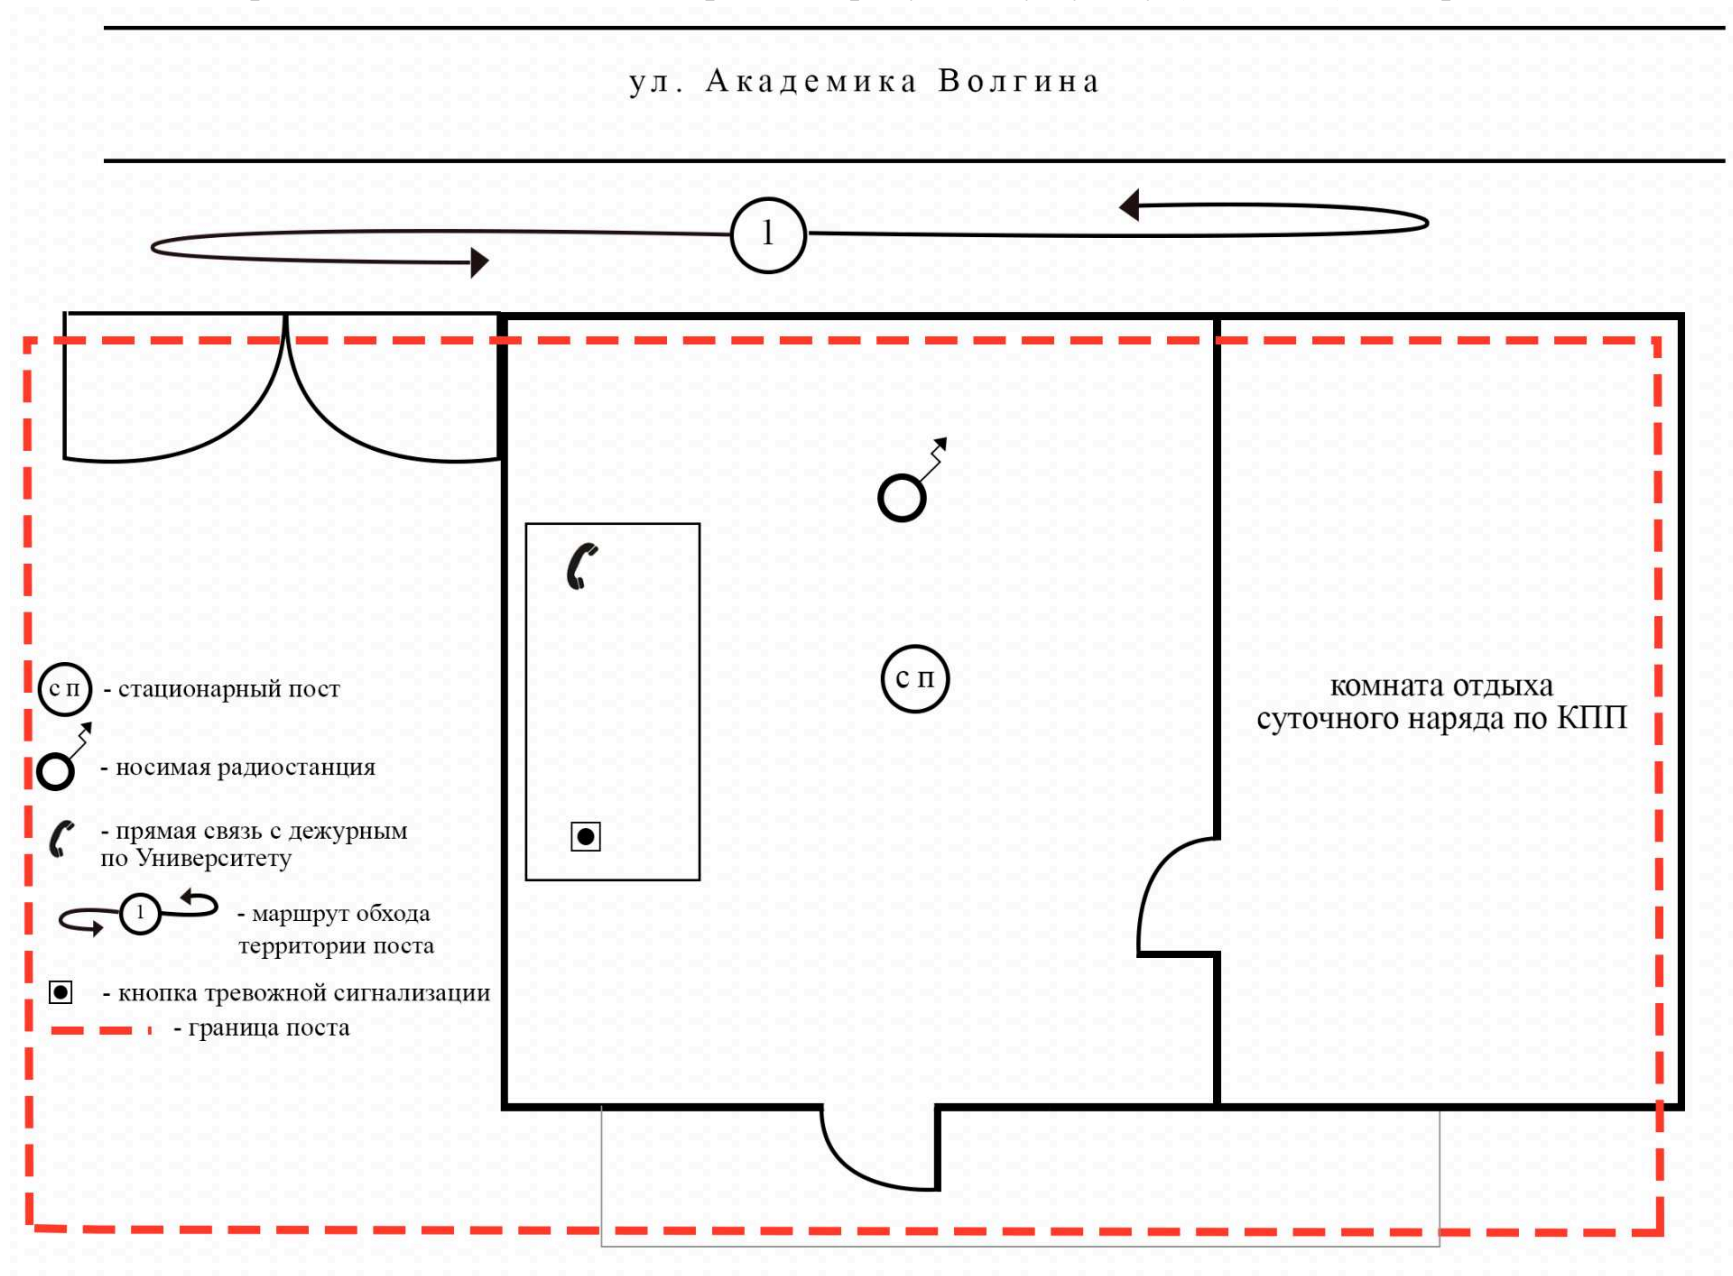 ул. Академика Волгина
1
с п
комната отдыха
суточного наряда по КПП
с п - стационарный пост
- носимая радиостанция
- прямая связь с дежурным
по Университету
1 - маршрут обхода
территории поста
- кнопка тревожной сигнализации
- граница поста